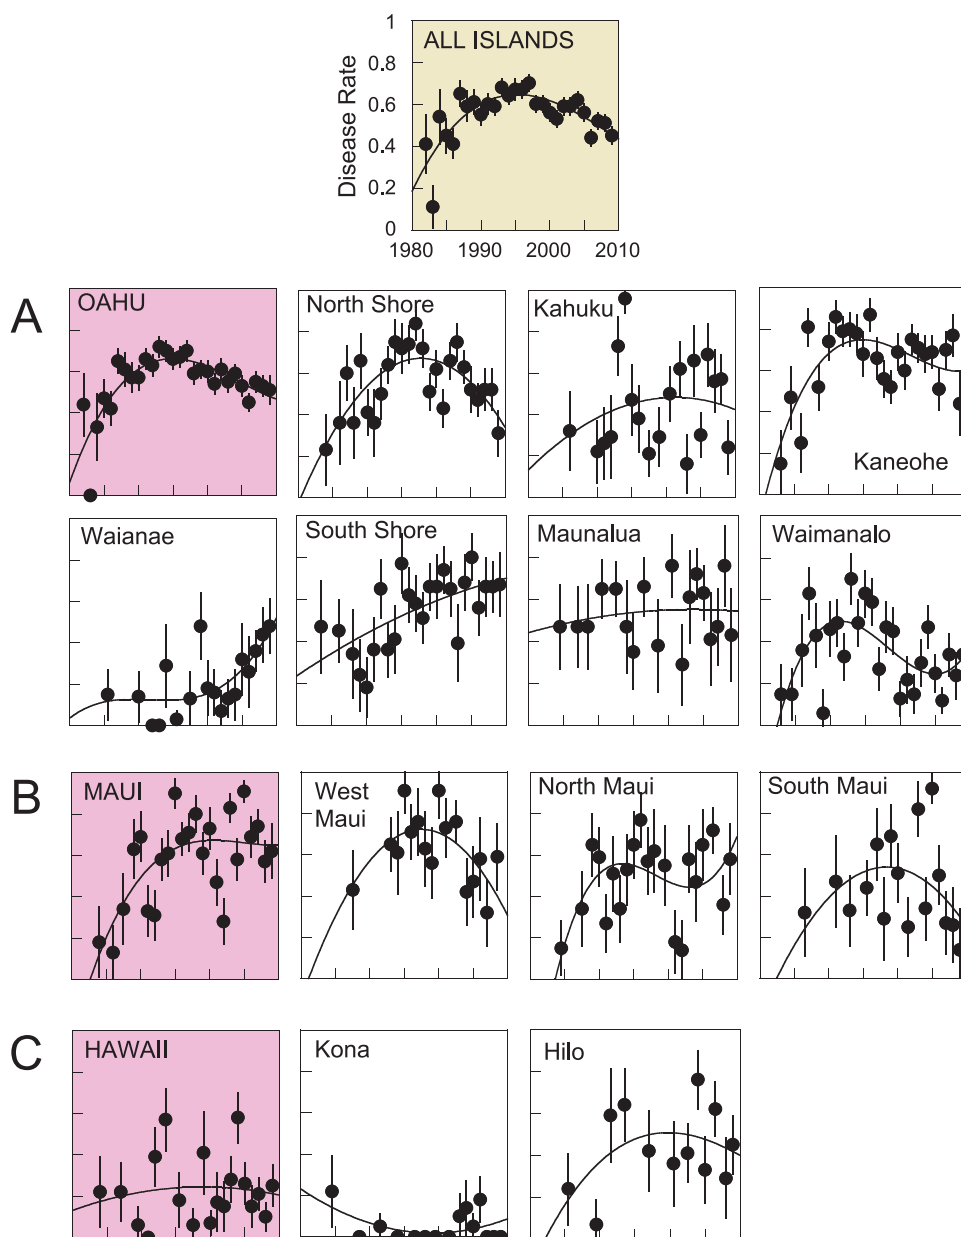 ALL ISLANDS
Disease Rate
1
0.8
0.6
0.4
0.2
0
1980 1990 2000 2010
A
OAHU
North Shore
Kahuku
Kaneohe
Waianae
South Shore
Maunalua
Waimanalo
B
MAUI
West
Maui
North Maui
South Maui
C
HAWAII
Kona
Hilo